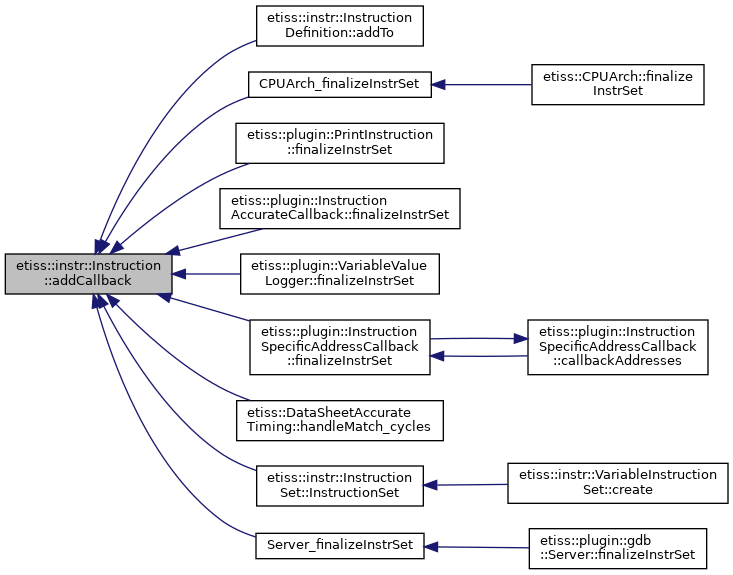 etiss::instr::Instruction
Definition::addTo
CPUArch_finalizeInstrSet
etiss::CPUArch::finalize
InstrSet
etiss::plugin::PrintInstruction
::finalizeInstrSet
etiss::plugin::Instruction
AccurateCallback::finalizeInstrSet
etiss::instr::Instruction
::addCallback
etiss::plugin::VariableValue
Logger::finalizeInstrSet
etiss::plugin::Instruction
SpecificAddressCallback
::finalizeInstrSet
etiss::plugin::Instruction
SpecificAddressCallback
::callbackAddresses
etiss::DataSheetAccurate
Timing::handleMatch_cycles
etiss::instr::Instruction
Set::InstructionSet
etiss::instr::VariableInstruction
Set::create
Server_finalizeInstrSet
etiss::plugin::gdb
::Server::finalizeInstrSet